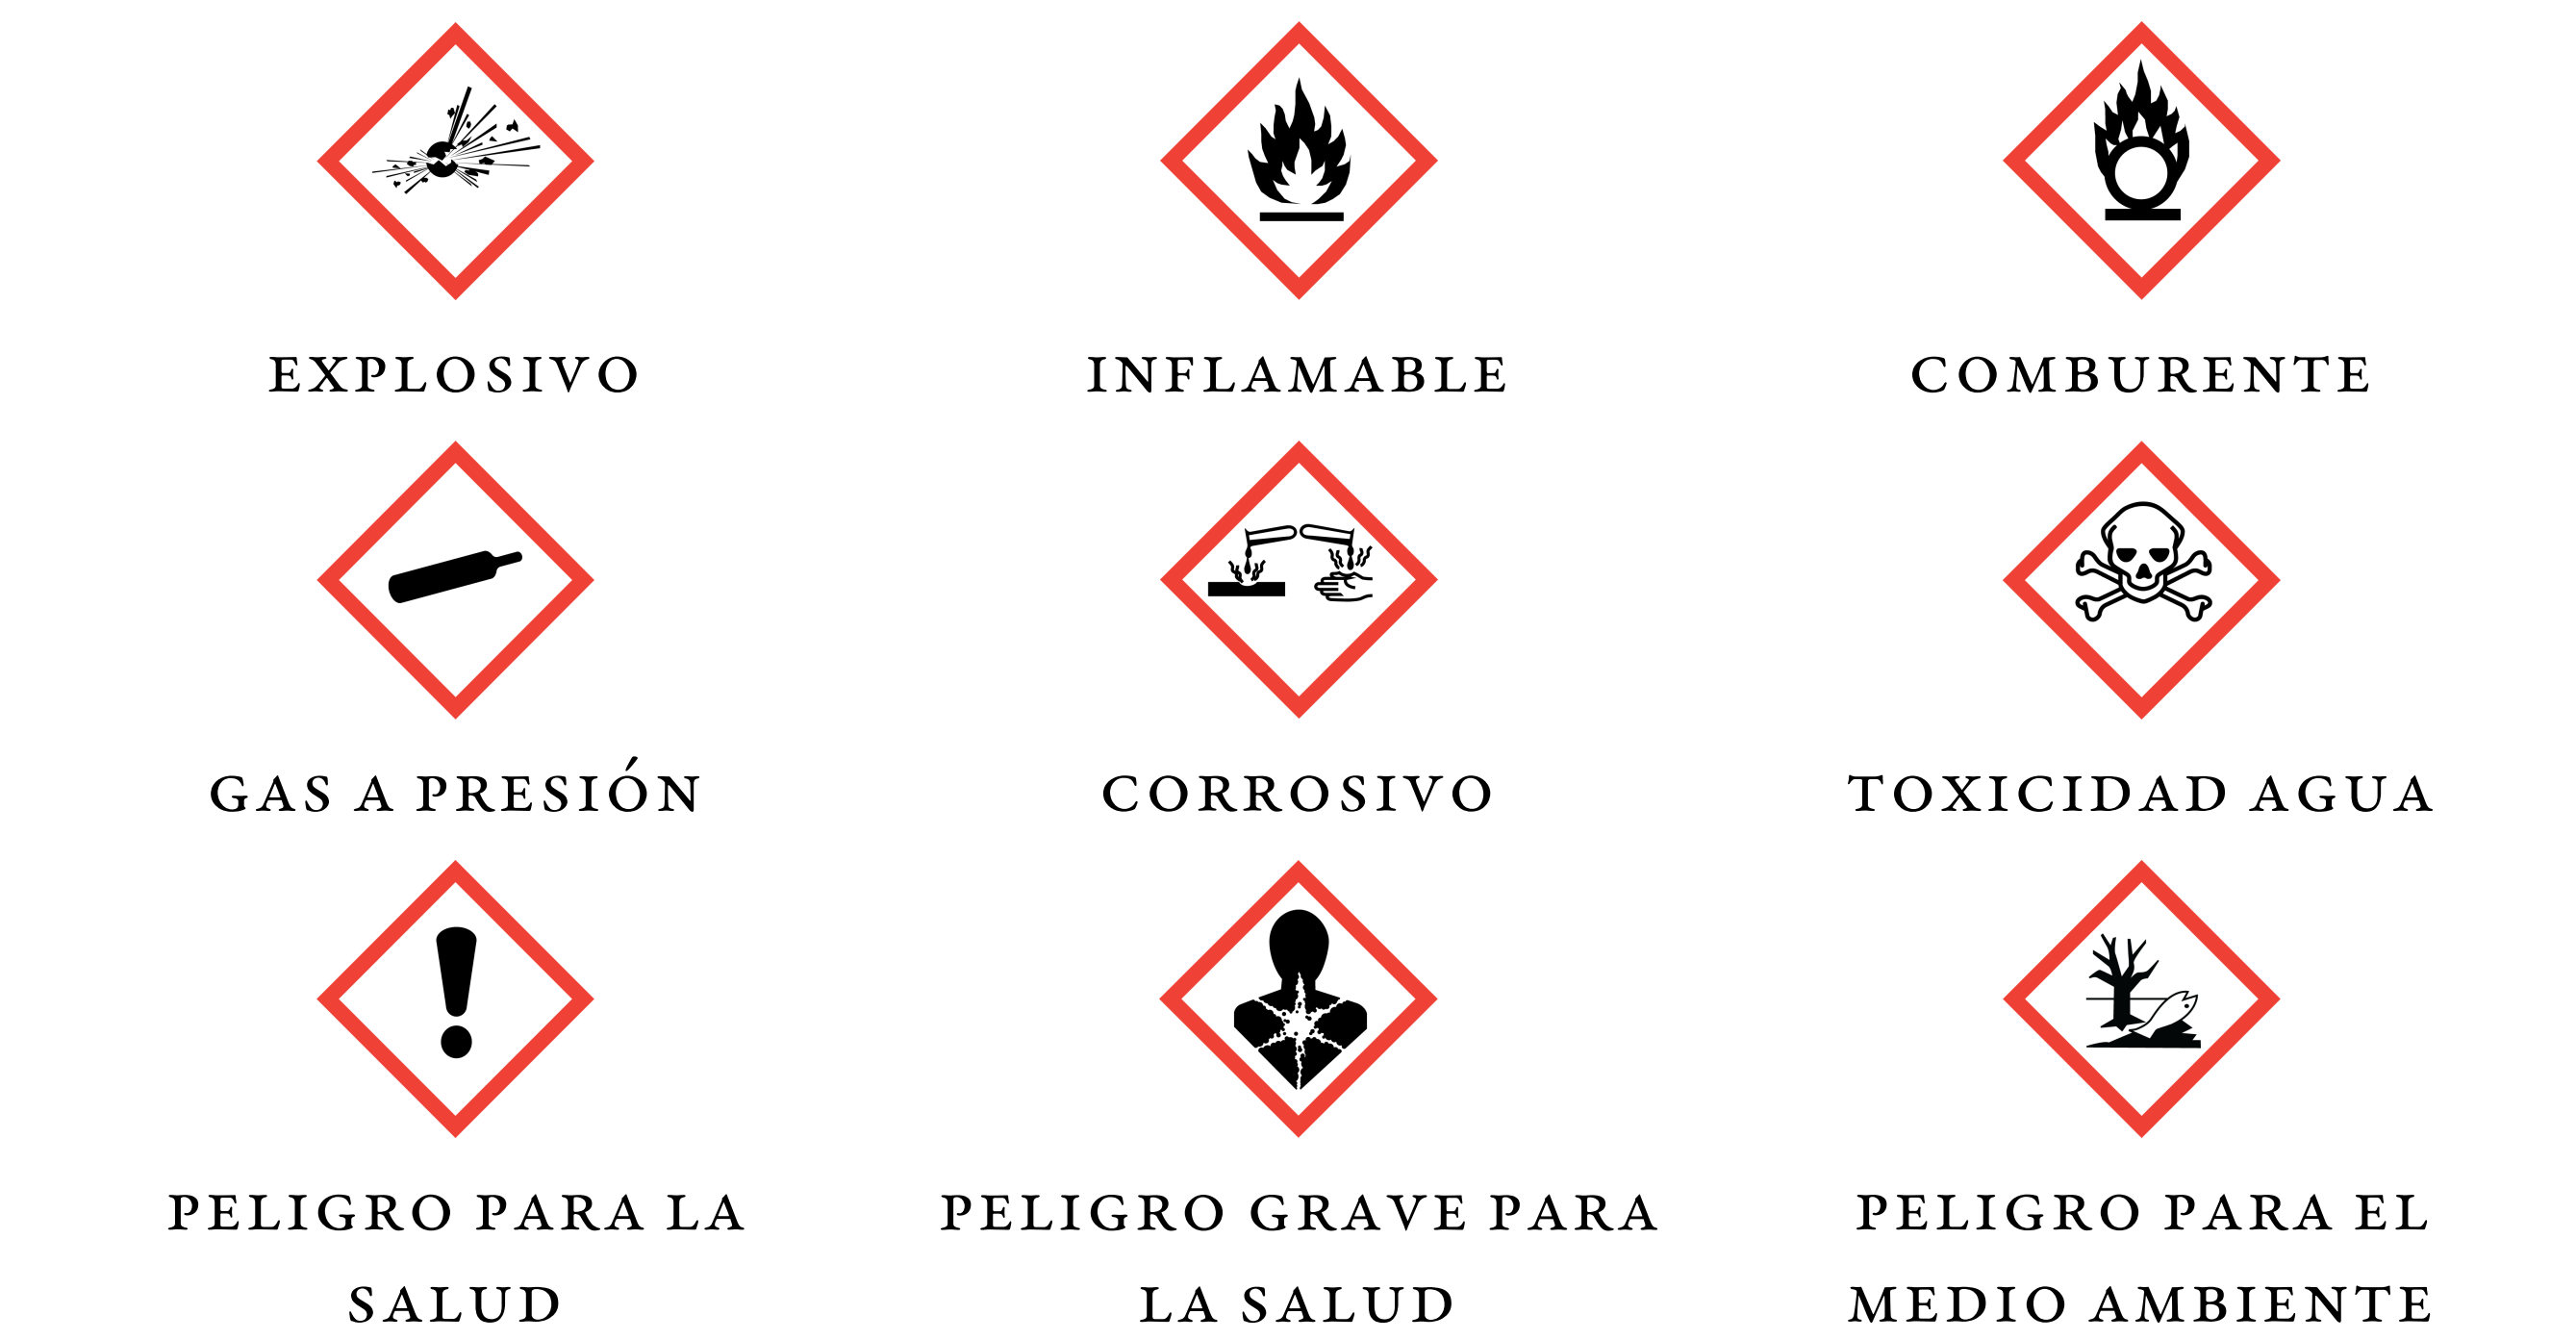 EXPLOSIVO
INFLAMABLE
COMBURENTE
GAS A PRESIÓN
CORROSIVO
TOXICIDAD AGUA
PELIGRO PARA LA
SALUD
PELIGRO GRAVE PARA
LA SALUD
PELIGRO PARA EL
MEDIO AMBIENTE